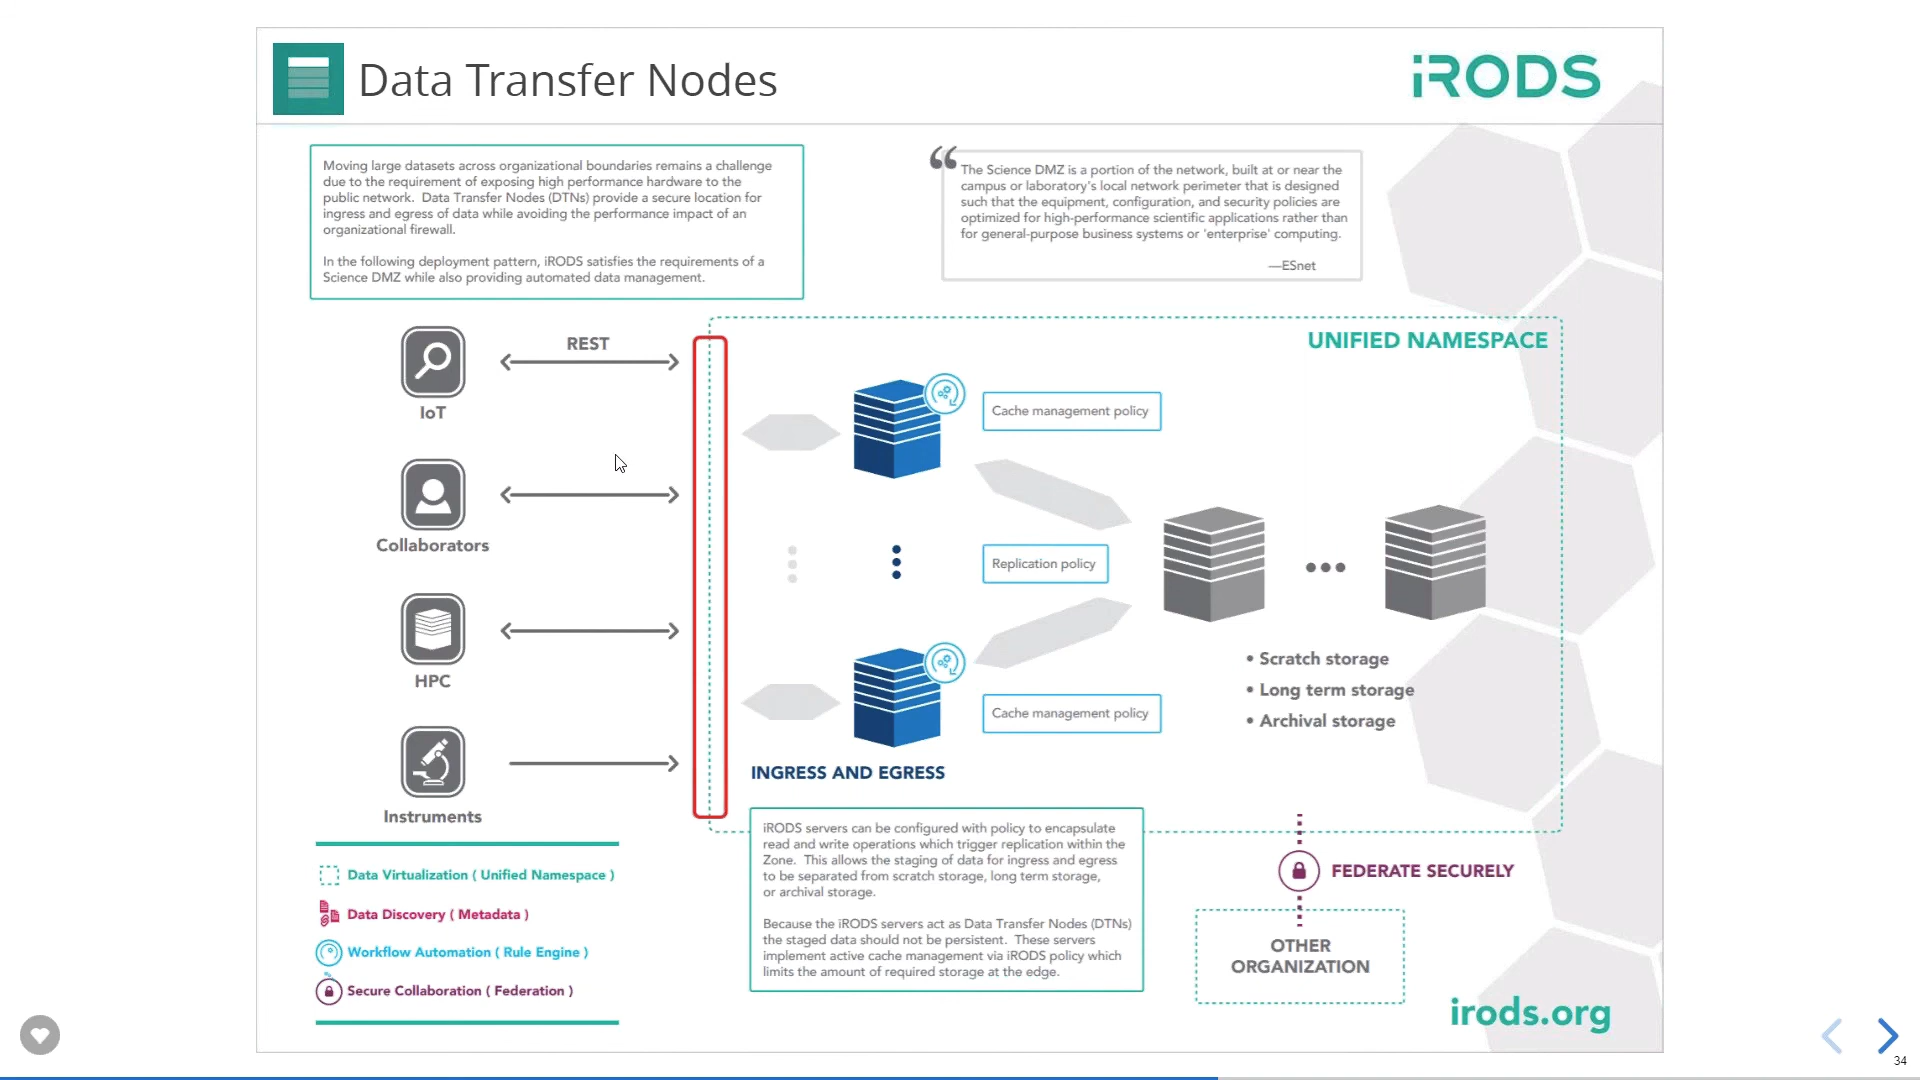 Data Transfer Nodes
iRODS
Moving large datasets across organizational boundaries remains a challenge
due to the requirement of exposing high performance hardware to the
public network. Data Transfer Nodes (DTNs) provide a secure location for
ingress and egress of data while avoiding the performance impact of an
organizational firewall.
In the following deployment pattern, iRODS satisfies the requirements of a
Science DMZ while also providing automated data management.
“
The Science DMZ is a portion of the network, built at or near the
campus or laboratory's local network perimeter that is designed
such that the equipment, configuration, and security policies are
optimized for high-performance scientific applications rather than
for general-purpose business systems or 'enterprise' computing.
—ESnet
UNIFIED NAMESPACE
REST
IoT
Collaborators
HPC
Instruments
Cache management policy
Replication policy
Cache management policy
• Scratch storage
• Long term storage
• Archival storage
INGRESS AND EGRESS
iRODS servers can be configured with policy to encapsulate
read and write operations which trigger replication within the
Zone. This allows the staging of data for ingress and egress
to be separated from scratch storage, long term storage,
or archival storage.
Because the iRODS servers act as Data Transfer Nodes (DTNs)
the staged data should not be persistent. These servers
implement active cache management via iRODS policy which
limits the amount of required storage at the edge.
Data Virtualization ( Unified Namespace )
Data Discovery ( Metadata )
Workflow Automation ( Rule Engine )
Secure Collaboration ( Federation )
FEDERATE SECURELY
OTHER
ORGANIZATION
irods.org
34